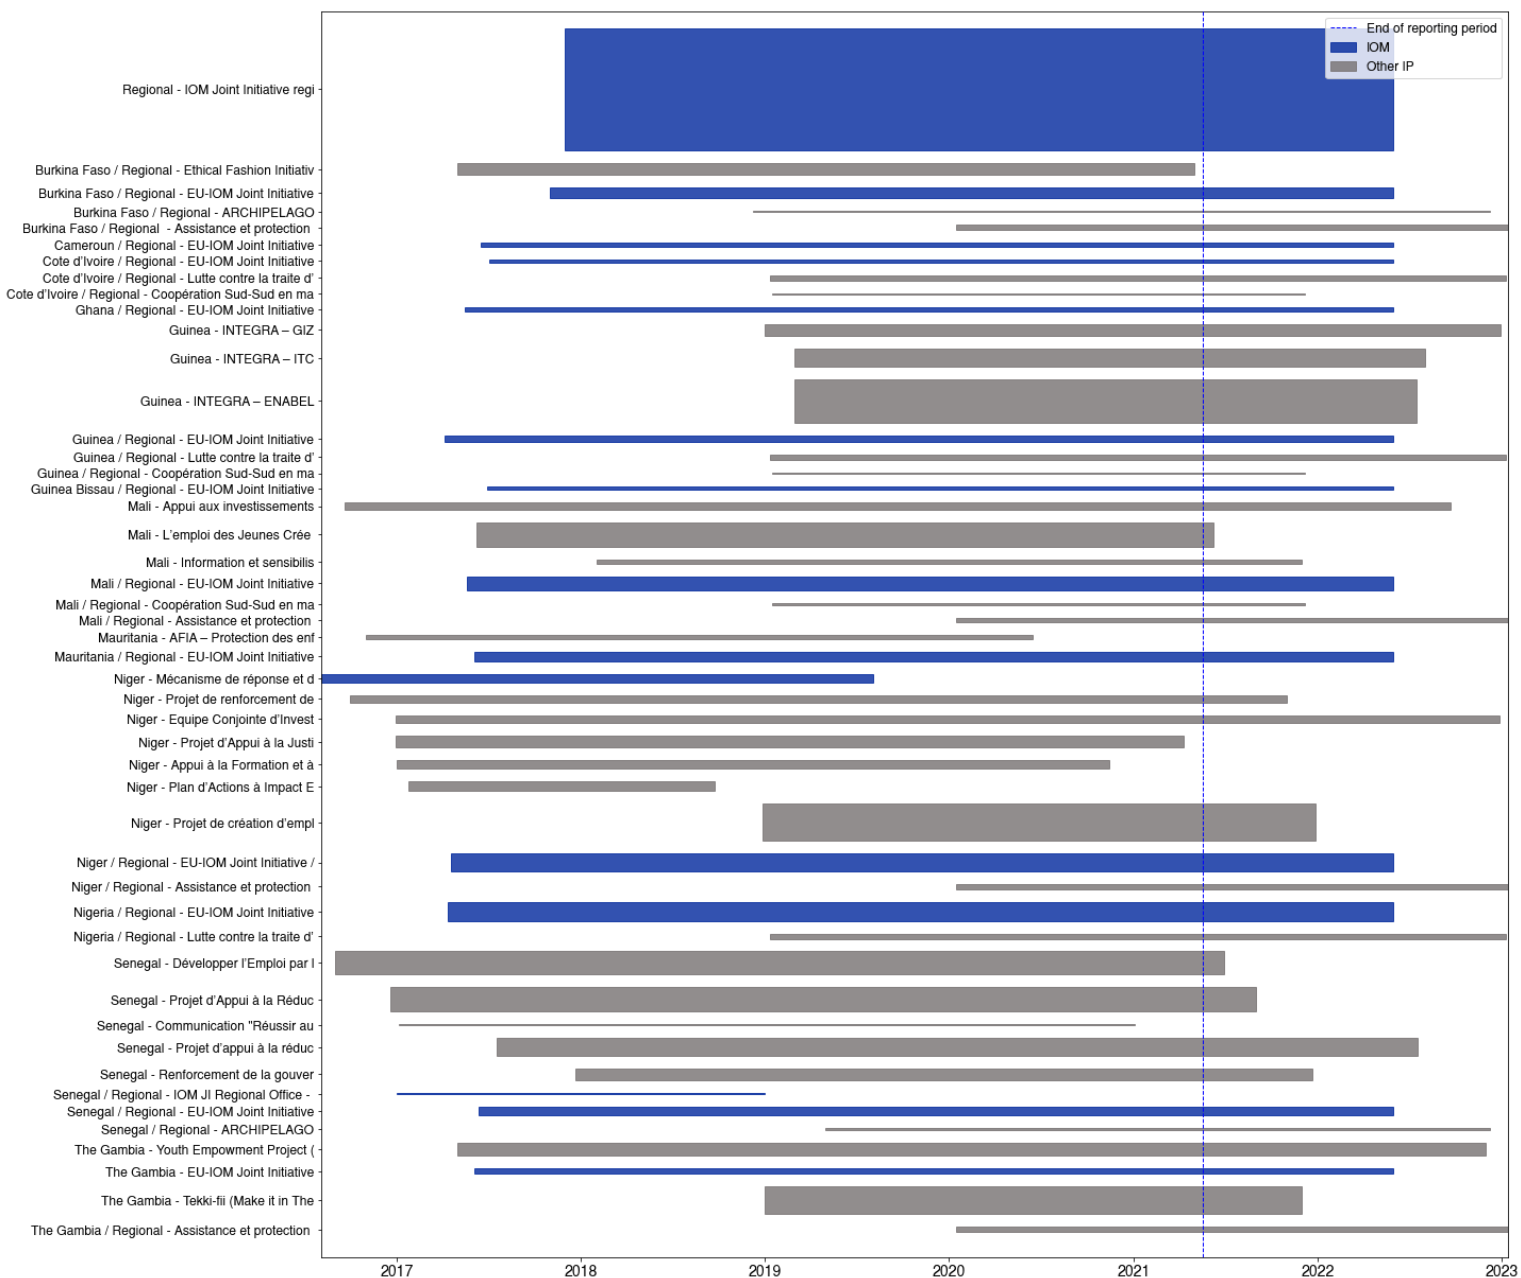 End of reporting period
IOM
Other IP
Regional - IOM Joint Initiative regi
Burkina Faso / Regional - Ethical Fashion Initiativ
Burkina Faso / Regional - EU-IOM Joint Initiative
Burkina Faso / Regional - ARCHIPELAGO
Burkina Faso / Regional - Assistance et protection
Cameroun / Regional - EU-IOM Joint Initiative
Cote d'Ivoire / Regional - EU-IOM Joint Initiative
Cote d'Ivoire / Regional - Lutte contre la traite d'
Cote d'Ivoire / Regional - Coopération Sud-Sud en ma
Ghana / Regional - EU-IOM Joint Initiative
Guinea - INTEGRA – GIZ
Guinea - INTEGRA – ITC
Guinea - INTEGRA – ENABEL
Guinea / Regional - EU-IOM Joint Initiative
Guinea / Regional - Lutte contre la traite d'
Guinea / Regional - Coopération Sud-Sud en ma
Guinea Bissau / Regional - EU-IOM Joint Initiative
Mali - Appui aux investissements
Mali - L'emploi des Jeunes Crée
Mali - Information et sensibilis
Mali / Regional - EU-IOM Joint Initiative
Mali / Regional - Coopération Sud-Sud en ma
Mali / Regional - Assistance et protection
Mauritania - AFIA – Protection des enf
Mauritania / Regional - EU-IOM Joint Initiative
Niger - Mécanisme de réponse et d
Niger - Projet de renforcement de
Niger - Equipe Conjointe d'Invest
Niger - Projet d'Appui à la Justi
Niger - Appui à la Formation et à
Niger - Plan d'Actions à Impact E
Niger - Projet de création d'empl
Niger / Regional - EU-IOM Joint Initiative /
Niger / Regional - Assistance et protection
Nigeria / Regional - EU-IOM Joint Initiative
Nigeria / Regional - Lutte contre la traite d'
Senegal - Développer l'Emploi par l
Senegal - Projet d'Appui à la Réduc
Senegal - Communication "Réussir au
Senegal - Projet d'appui à la réduc
Senegal - Renforcement de la gouver
Senegal / Regional - IOM JI Regional Office -
Senegal / Regional - EU-IOM Joint Initiative
Senegal / Regional - ARCHIPELAGO
The Gambia - Youth Empowment Project (
The Gambia - EU-IOM Joint Initiative
The Gambia - Tekki-fii (Make it in The
The Gambia / Regional - Assistance et protection
2017 2018 2019 2020 2021 2022 2023